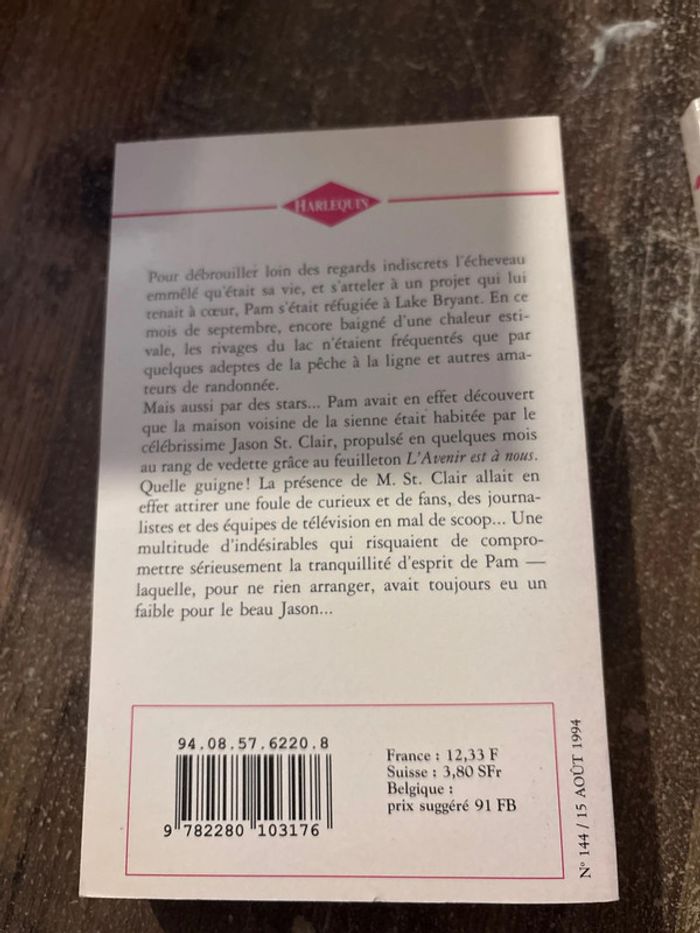 HARLEQUIN
Pour débrouiller loin des regards indiscrets l'écheveau
emmêlé qu'était sa vie, et s'atteler à un projet qui lui
tenait à cœur, Pam s'était réfugiée à Lake Bryant. En ce
mois de septembre, encore baigné d'une chaleur esti-
vale, les rivages du lac n'étaient fréquentés que par
quelques adeptes de la pêche à la ligne et autres ama-
teurs de randonnée.
Mais aussi par des stars... Pam avait en effet découvert
que la maison voisine de la sienne était habitée par le
célébrissime Jason St. Clair, propulsé en quelques mois
au rang de vedette grâce au feuilleton L'Avenir est à nous.
Quelle guigne! La présence de M. St. Clair allait en
effet attirer une foule de curieux et de fans, des journa-
listes et des équipes de télévision en mal de scoop... Une
multitude d'indésirables qui risquaient de compro-
mettre sérieusement la tranquillité d'esprit de Pam —
laquelle, pour ne rien arranger, avait toujours eu un
faible pour le beau Jason...
94.08.57.6220.8
9 782280 103176
France : 12,33 F
Suisse : 3,80 SFr
Belgique :
prix suggéré 91 FB
N° 144 / 15 AOÛT 1994